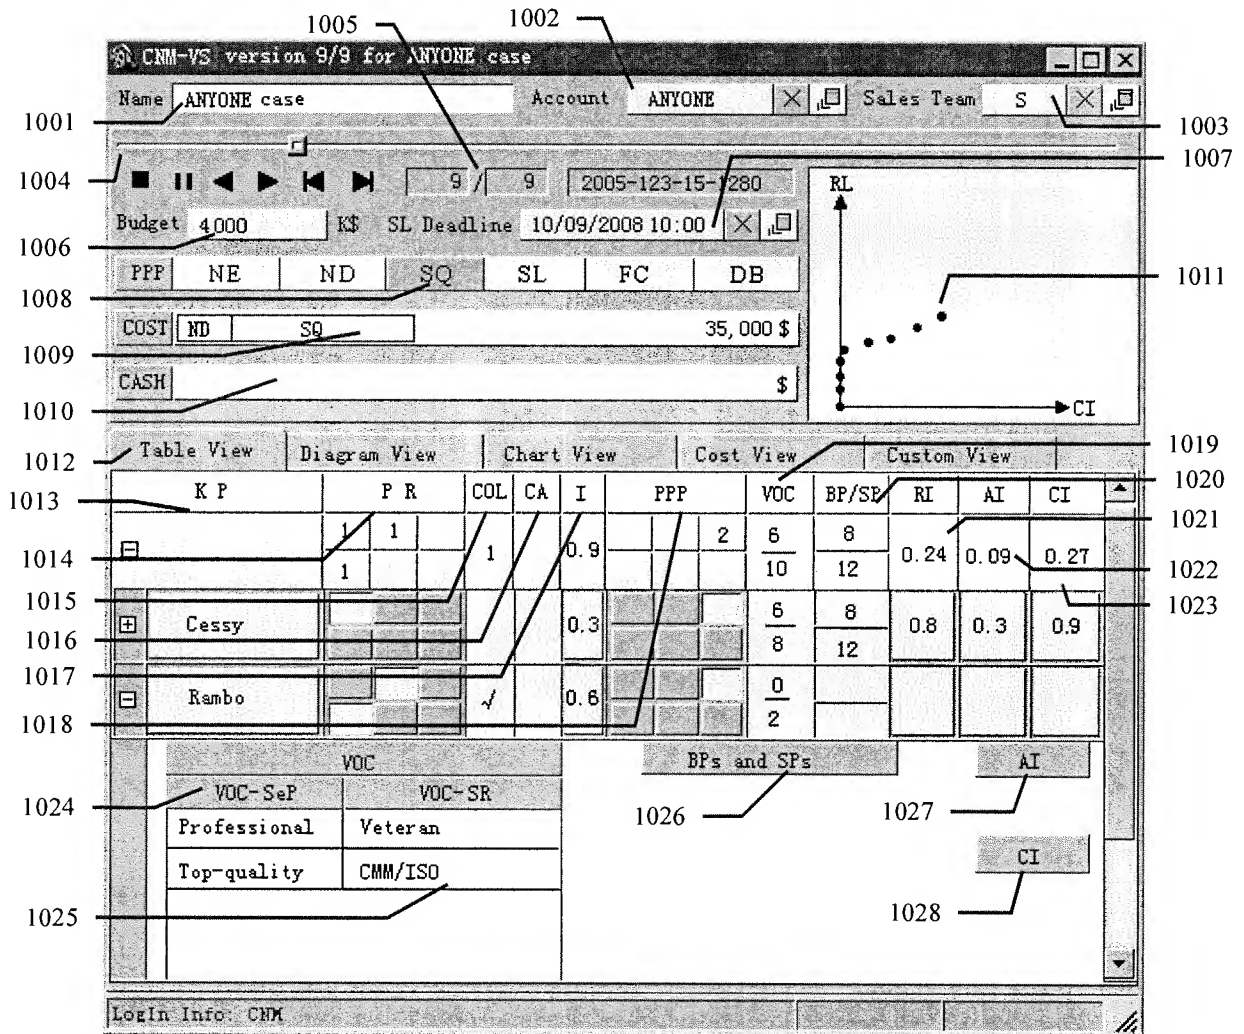 1005
1002
CNM-VS version 9/9 for ANYONE case
Name ANYONE case Account ANYONE Sales Team S
1001
1003
1004
1007
9 / 9 2005-123-15-1280
RL
Budget 4,000 K$ SL Deadline 10/09/2008 10:00
1006
PPP NE ND SQ SL FC DB
1008
1011
COST ND SQ 35,000 $
1009
CASH $
1010
CI
1012
Table View Diagram View Chart View Cost View Custom View
1019
1013
K P P R COL CA I PPP VOC BP/SP RI AI CI
1020
1 1 1 1 0.9 2 6 10 8 12 0.24 0.09 0.27
1021
1014
1022
1015
Cessy 0.3 6 8 8 12 0.8 0.3 0.9
1023
1016
1017
Rambo √ 0.6 0 2
1018
VOC BPs and SPs AI
1024
VOC-SeP VOC-SR
1026
1027
Professional Veteran
Top-quality CMM/ISO
CI
1025
1028
LogIn Info: CNM